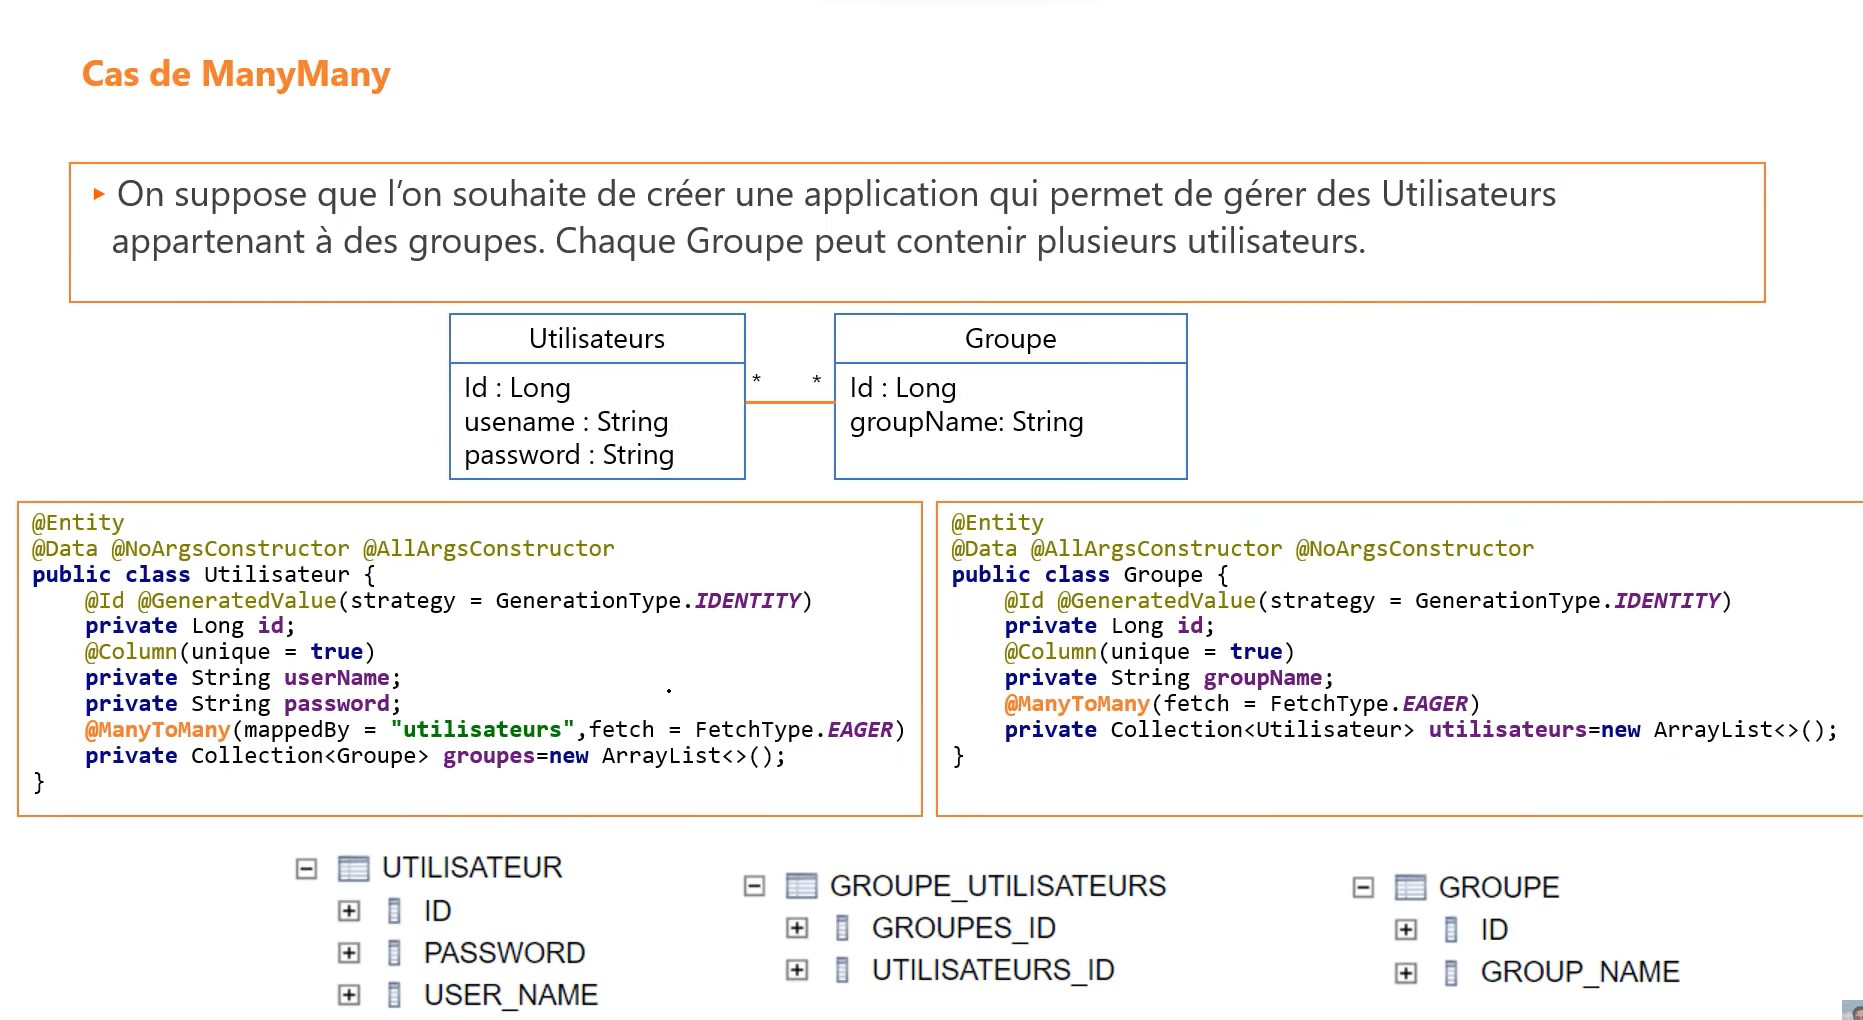 Cas de ManyMany
▸ On suppose que l’on souhaite de créer une application qui permet de gérer des Utilisateurs
appartenant à des groupes. Chaque Groupe peut contenir plusieurs utilisateurs.
Utilisateurs
Id : Long
usename : String
password : String
* *
Groupe
Id : Long
groupName: String
@Entity
@Data @NoArgsConstructor @AllArgsConstructor
public class Utilisateur {
@Id @GeneratedValue(strategy = GenerationType.IDENTITY)
private Long id;
@Column(unique = true)
private String userName;
private String password;
@ManyToMany(mappedBy = "utilisateurs",fetch = FetchType.EAGER)
private Collection<Groupe> groupes=new ArrayList<>();
}
@Entity
@Data @AllArgsConstructor @NoArgsConstructor
public class Groupe {
@Id @GeneratedValue(strategy = GenerationType.IDENTITY)
private Long id;
@Column(unique = true)
private String groupName;
@ManyToMany(fetch = FetchType.EAGER)
private Collection<Utilisateur> utilisateurs=new ArrayList<>();
}
UTILISATEUR
ID
PASSWORD
USER_NAME
GROUPE_UTILISATEURS
GROUPES_ID
UTILISATEURS_ID
GROUPE
ID
GROUP_NAME